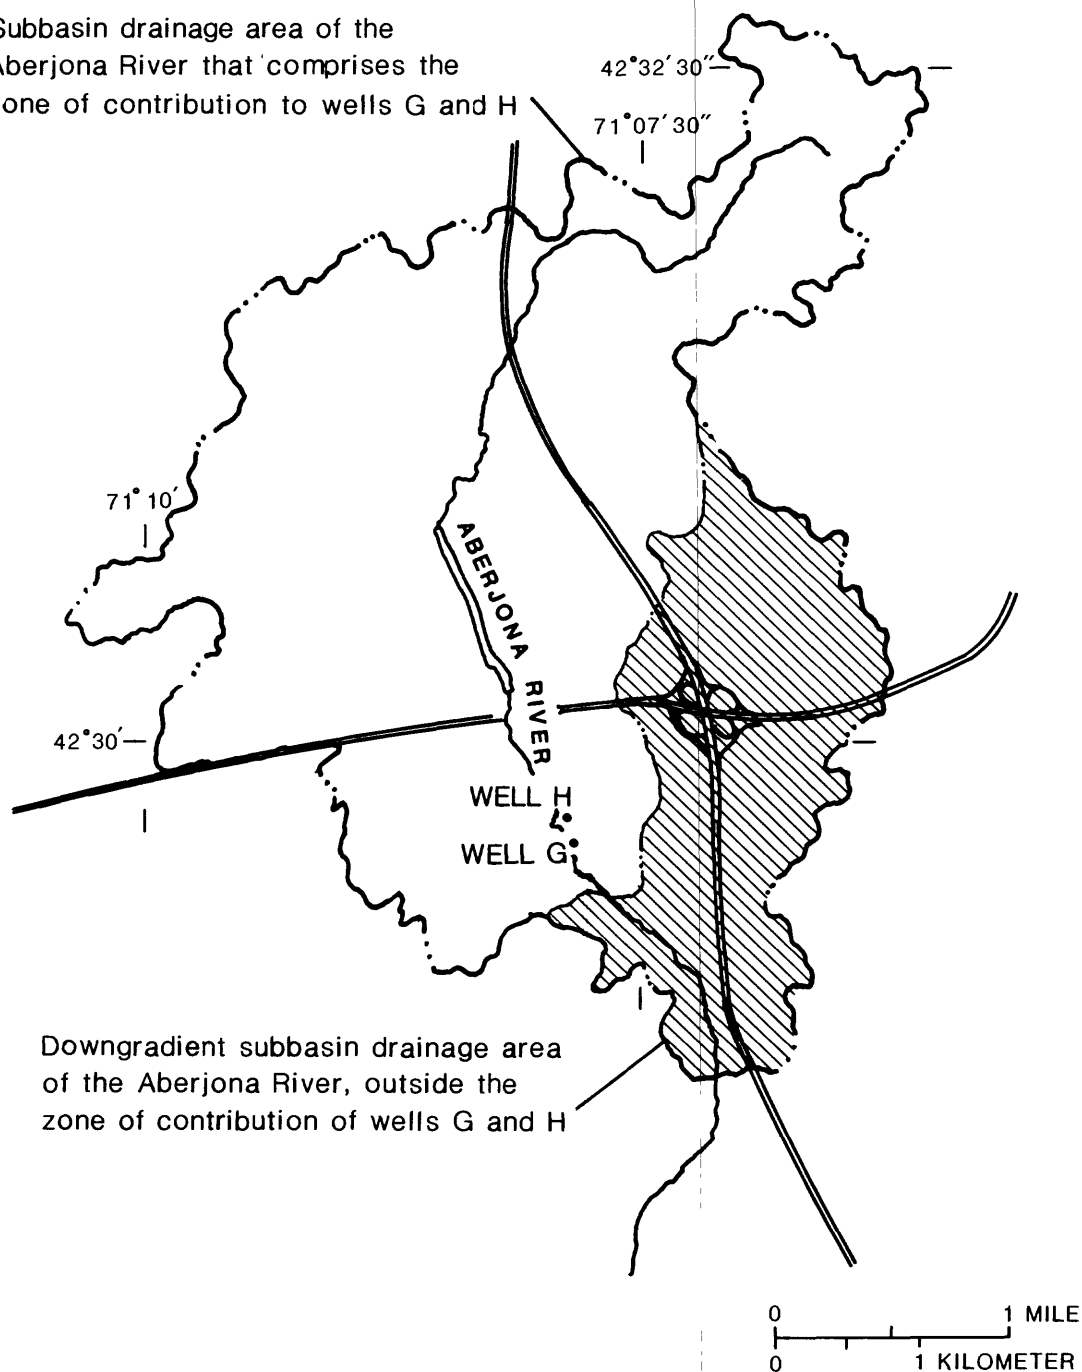 Subbasin drainage area of the
Aberjona River that comprises the
zone of contribution to wells G and H
42°32′30″
71°07′30″
71°10′
ABERJONA RIVER
42°30′
WELL H
WELL G
Downgradient subbasin drainage area
of the Aberjona River, outside the
zone of contribution of wells G and H
0 1 MILE
0 1 KILOMETER